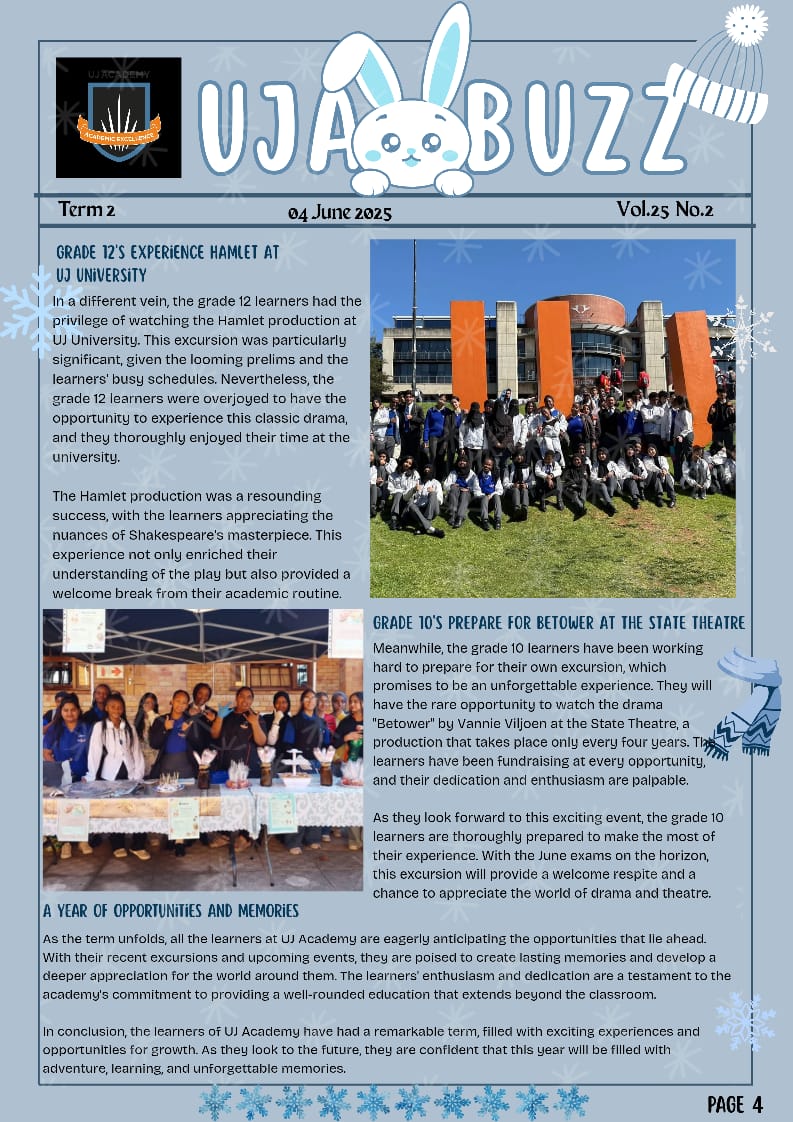 UJ ACADEMY
ACADEMIC EXCELLENCE
UJA BUZZ
Term 2
04 June 2025
Vol.25 No.2
GRADE 12'S EXPERIENCE HAMLET AT
UJ UNIVERSITY
In a different vein, the grade 12 learners had the
privilege of watching the Hamlet production at
UJ University. This excursion was particularly
significant, given the looming prelims and the
learners' busy schedules. Nevertheless, the
grade 12 learners were overjoyed to have the
opportunity to experience this classic drama,
and they thoroughly enjoyed their time at the
university.
The Hamlet production was a resounding
success, with the learners appreciating the
nuances of Shakespeare's masterpiece. This
experience not only enriched their
understanding of the play but also provided a
welcome break from their academic routine.
GRADE 10'S PREPARE FOR BETOWER AT THE STATE THEATRE
Meanwhile, the grade 10 learners have been working
hard to prepare for their own excursion, which
promises to be an unforgettable experience. They will
have the rare opportunity to watch the drama
"Betower" by Vannie Viljoen at the State Theatre, a
production that takes place only every four years. The
learners have been fundraising at every opportunity,
and their dedication and enthusiasm are palpable.
As they look forward to this exciting event, the grade 10
learners are thoroughly prepared to make the most of
their experience. With the June exams on the horizon,
this excursion will provide a welcome respite and a
chance to appreciate the world of drama and theatre.
A YEAR OF OPPORTUNITIES AND MEMORIES
As the term unfolds, all the learners at UJ Academy are eagerly anticipating the opportunities that lie ahead.
With their recent excursions and upcoming events, they are poised to create lasting memories and develop a
deeper appreciation for the world around them. The learners' enthusiasm and dedication are a testament to the
academy's commitment to providing a well-rounded education that extends beyond the classroom.
In conclusion, the learners of UJ Academy have had a remarkable term, filled with exciting experiences and
opportunities for growth. As they look to the future, they are confident that this year will be filled with
adventure, learning, and unforgettable memories.
PAGE 4